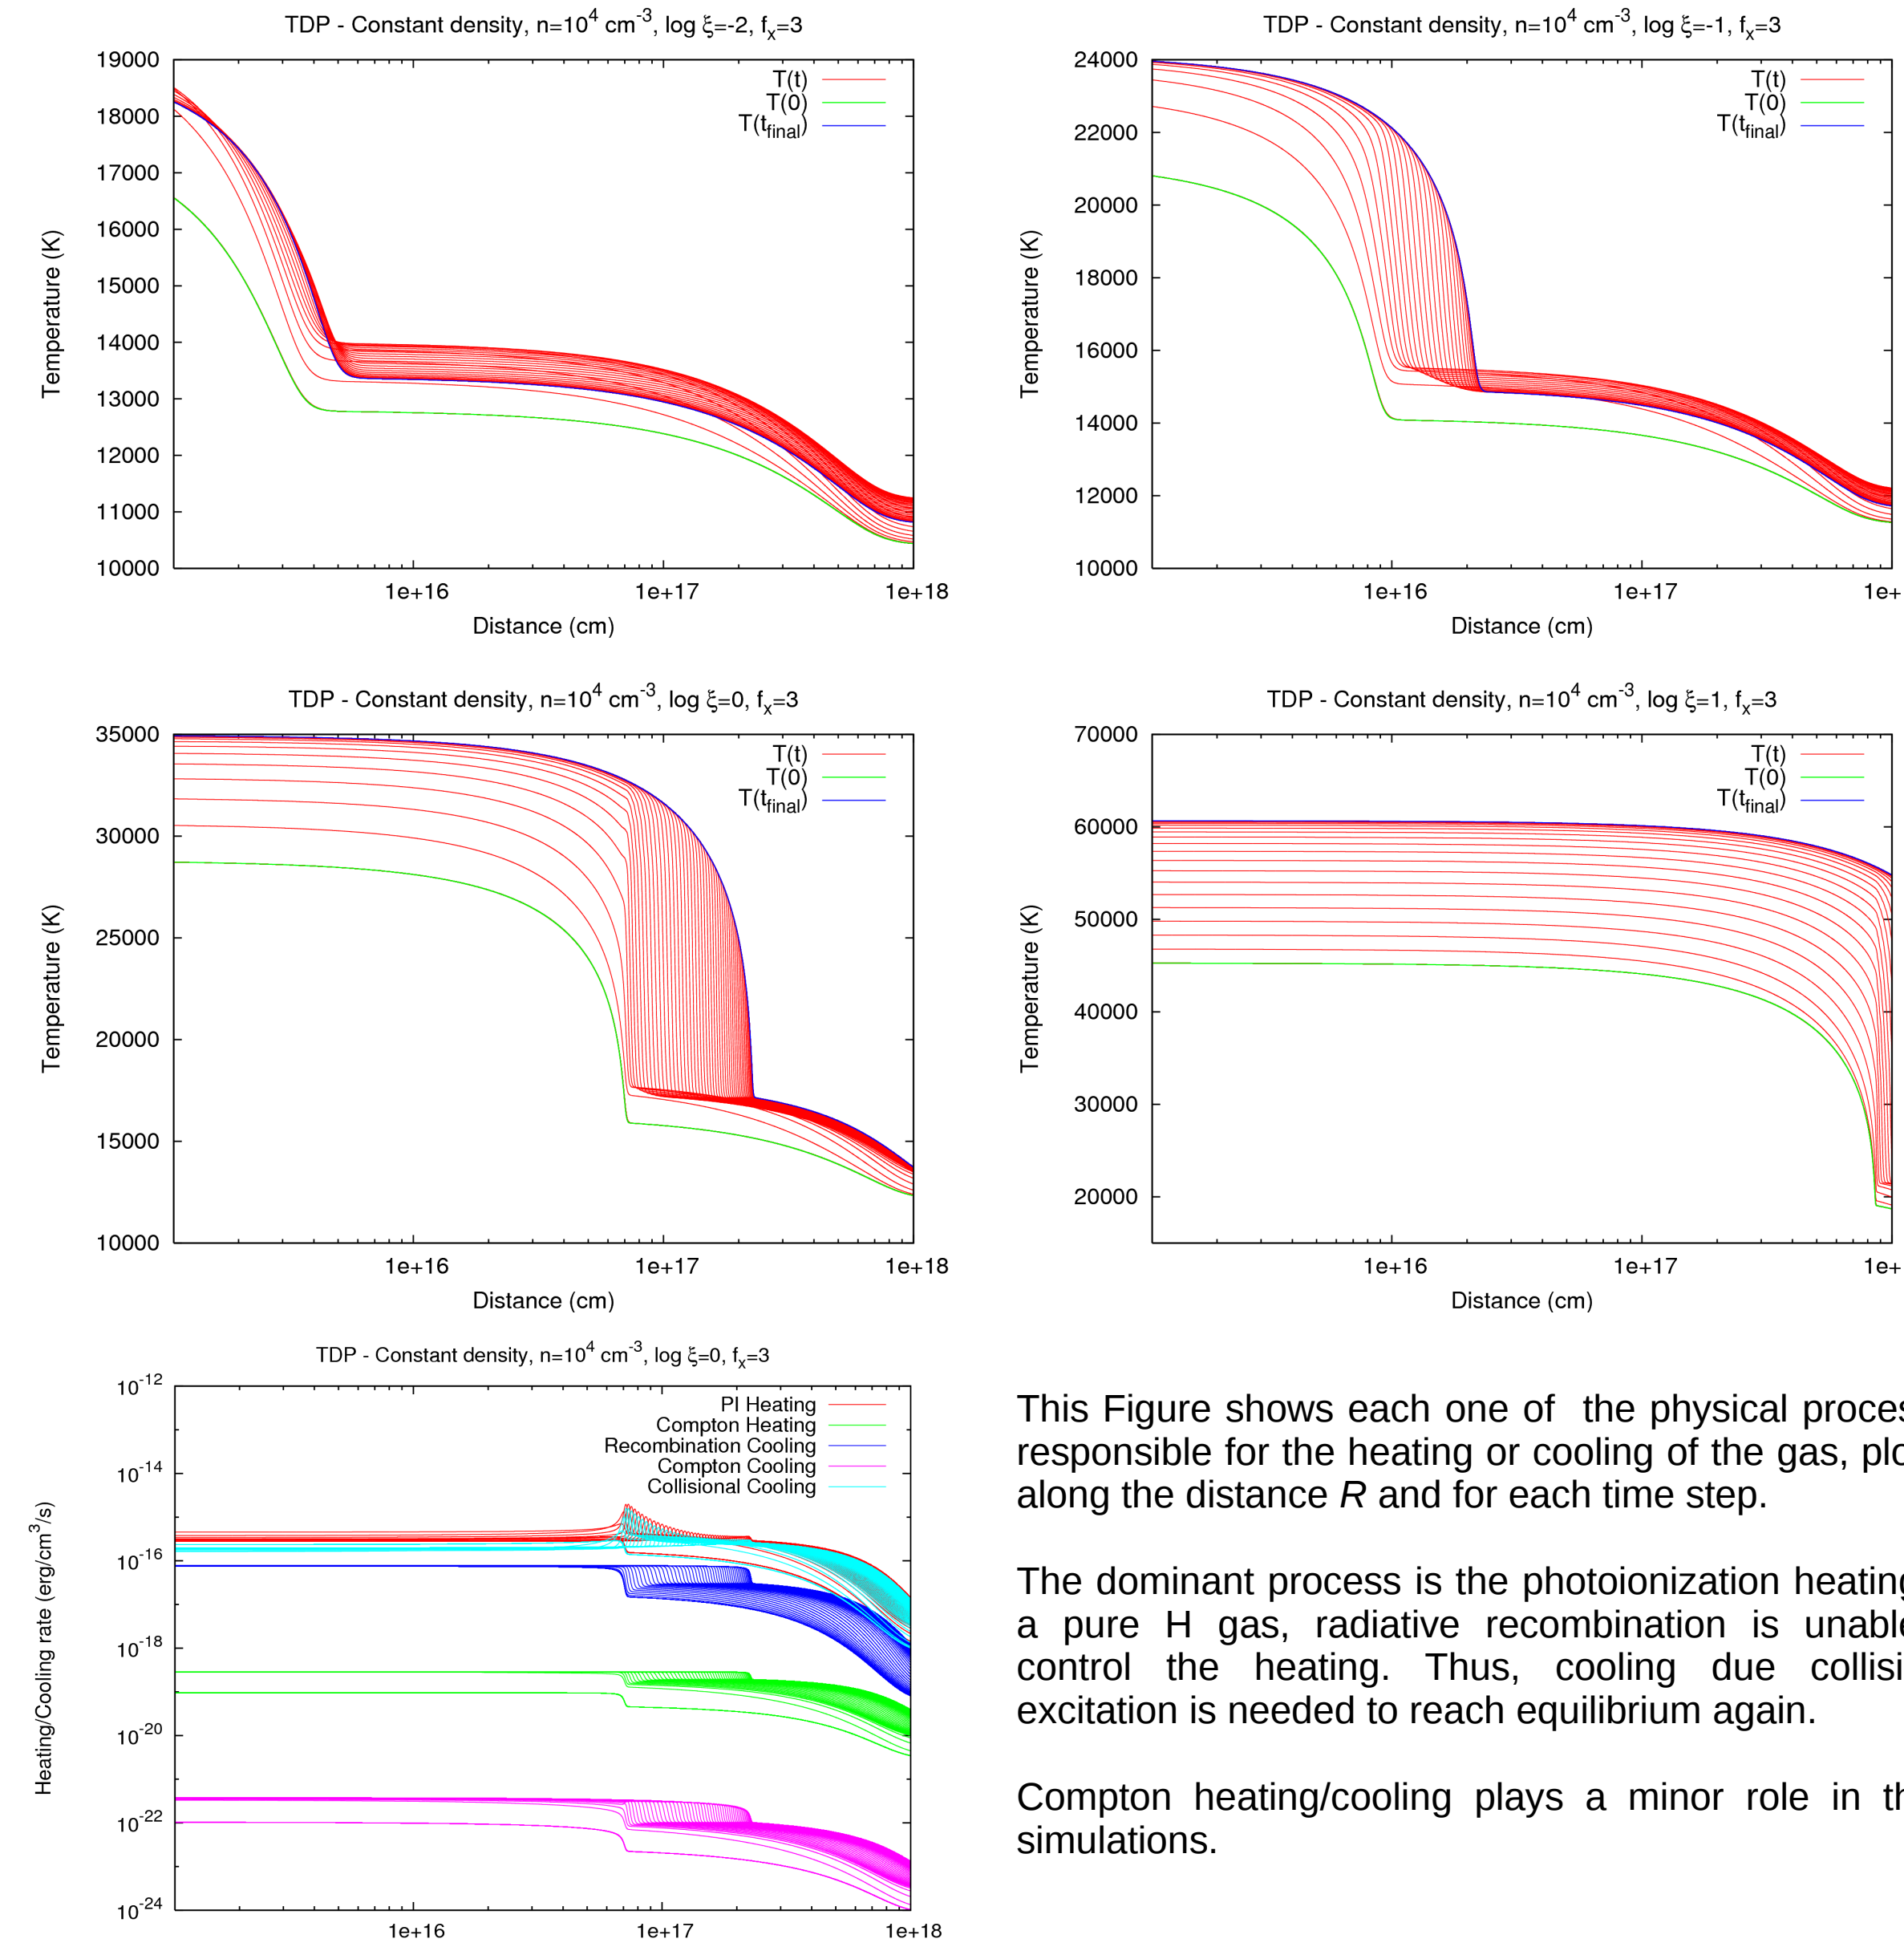 TDP - Constant density, n=10^4 cm^-3, log ξ=-2, f_x=3
19000
18000
17000
16000
15000
14000
13000
12000
11000
10000
Temperature (K)
T(t)
T(0)
T(t_final)
1e+16 1e+17 1e+18
Distance (cm)
TDP - Constant density, n=10^4 cm^-3, log ξ=-1, f_x=3
24000
22000
20000
18000
16000
14000
12000
10000
Temperature (K)
T(t)
T(0)
T(t_final)
1e+16 1e+17 1e+
Distance (cm)
TDP - Constant density, n=10^4 cm^-3, log ξ=0, f_x=3
35000
30000
25000
20000
15000
10000
Temperature (K)
T(t)
T(0)
T(t_final)
1e+16 1e+17 1e+18
Distance (cm)
TDP - Constant density, n=10^4 cm^-3, log ξ=1, f_x=3
70000
60000
50000
40000
30000
20000
Temperature (K)
T(t)
T(0)
T(t_final)
1e+16 1e+17 1e+
Distance (cm)
TDP - Constant density, n=10^4 cm^-3, log ξ=0, f_x=3
10^-12
10^-14
10^-16
10^-18
10^-20
10^-22
10^-24
Heating/Cooling rate (erg/cm^3/s)
PI Heating
Compton Heating
Recombination Cooling
Compton Cooling
Collisional Cooling
1e+16 1e+17 1e+18
This Figure shows each one of the physical proces
responsible for the heating or cooling of the gas, plo
along the distance R and for each time step.
The dominant process is the photoionization heating
a pure H gas, radiative recombination is unable
control the heating. Thus, cooling due collisi
excitation is needed to reach equilibrium again.
Compton heating/cooling plays a minor role in th
simulations.